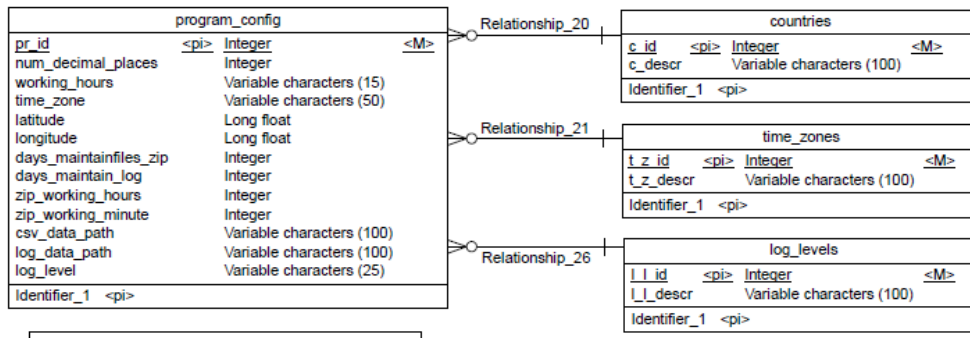 program_config
pr_id <pi> Integer <M>
num_decimal_places Integer
working_hours Variable characters (15)
time_zone Variable characters (50)
latitude Long float
longitude Long float
days_maintainfiles_zip Integer
days_maintain_log Integer
zip_working_hours Integer
zip_working_minute Integer
csv_data_path Variable characters (100)
log_data_path Variable characters (100)
log_level Variable characters (25)
Identifier_1 <pi>
Relationship_20
countries
c_id <pi> Integer <M>
c_descr Variable characters (100)
Identifier_1 <pi>
Relationship_21
time_zones
t_z_id <pi> Integer <M>
t_z_descr Variable characters (100)
Identifier_1 <pi>
Relationship_26
log_levels
l_l_id <pi> Integer <M>
l_l_descr Variable characters (100)
Identifier_1 <pi>